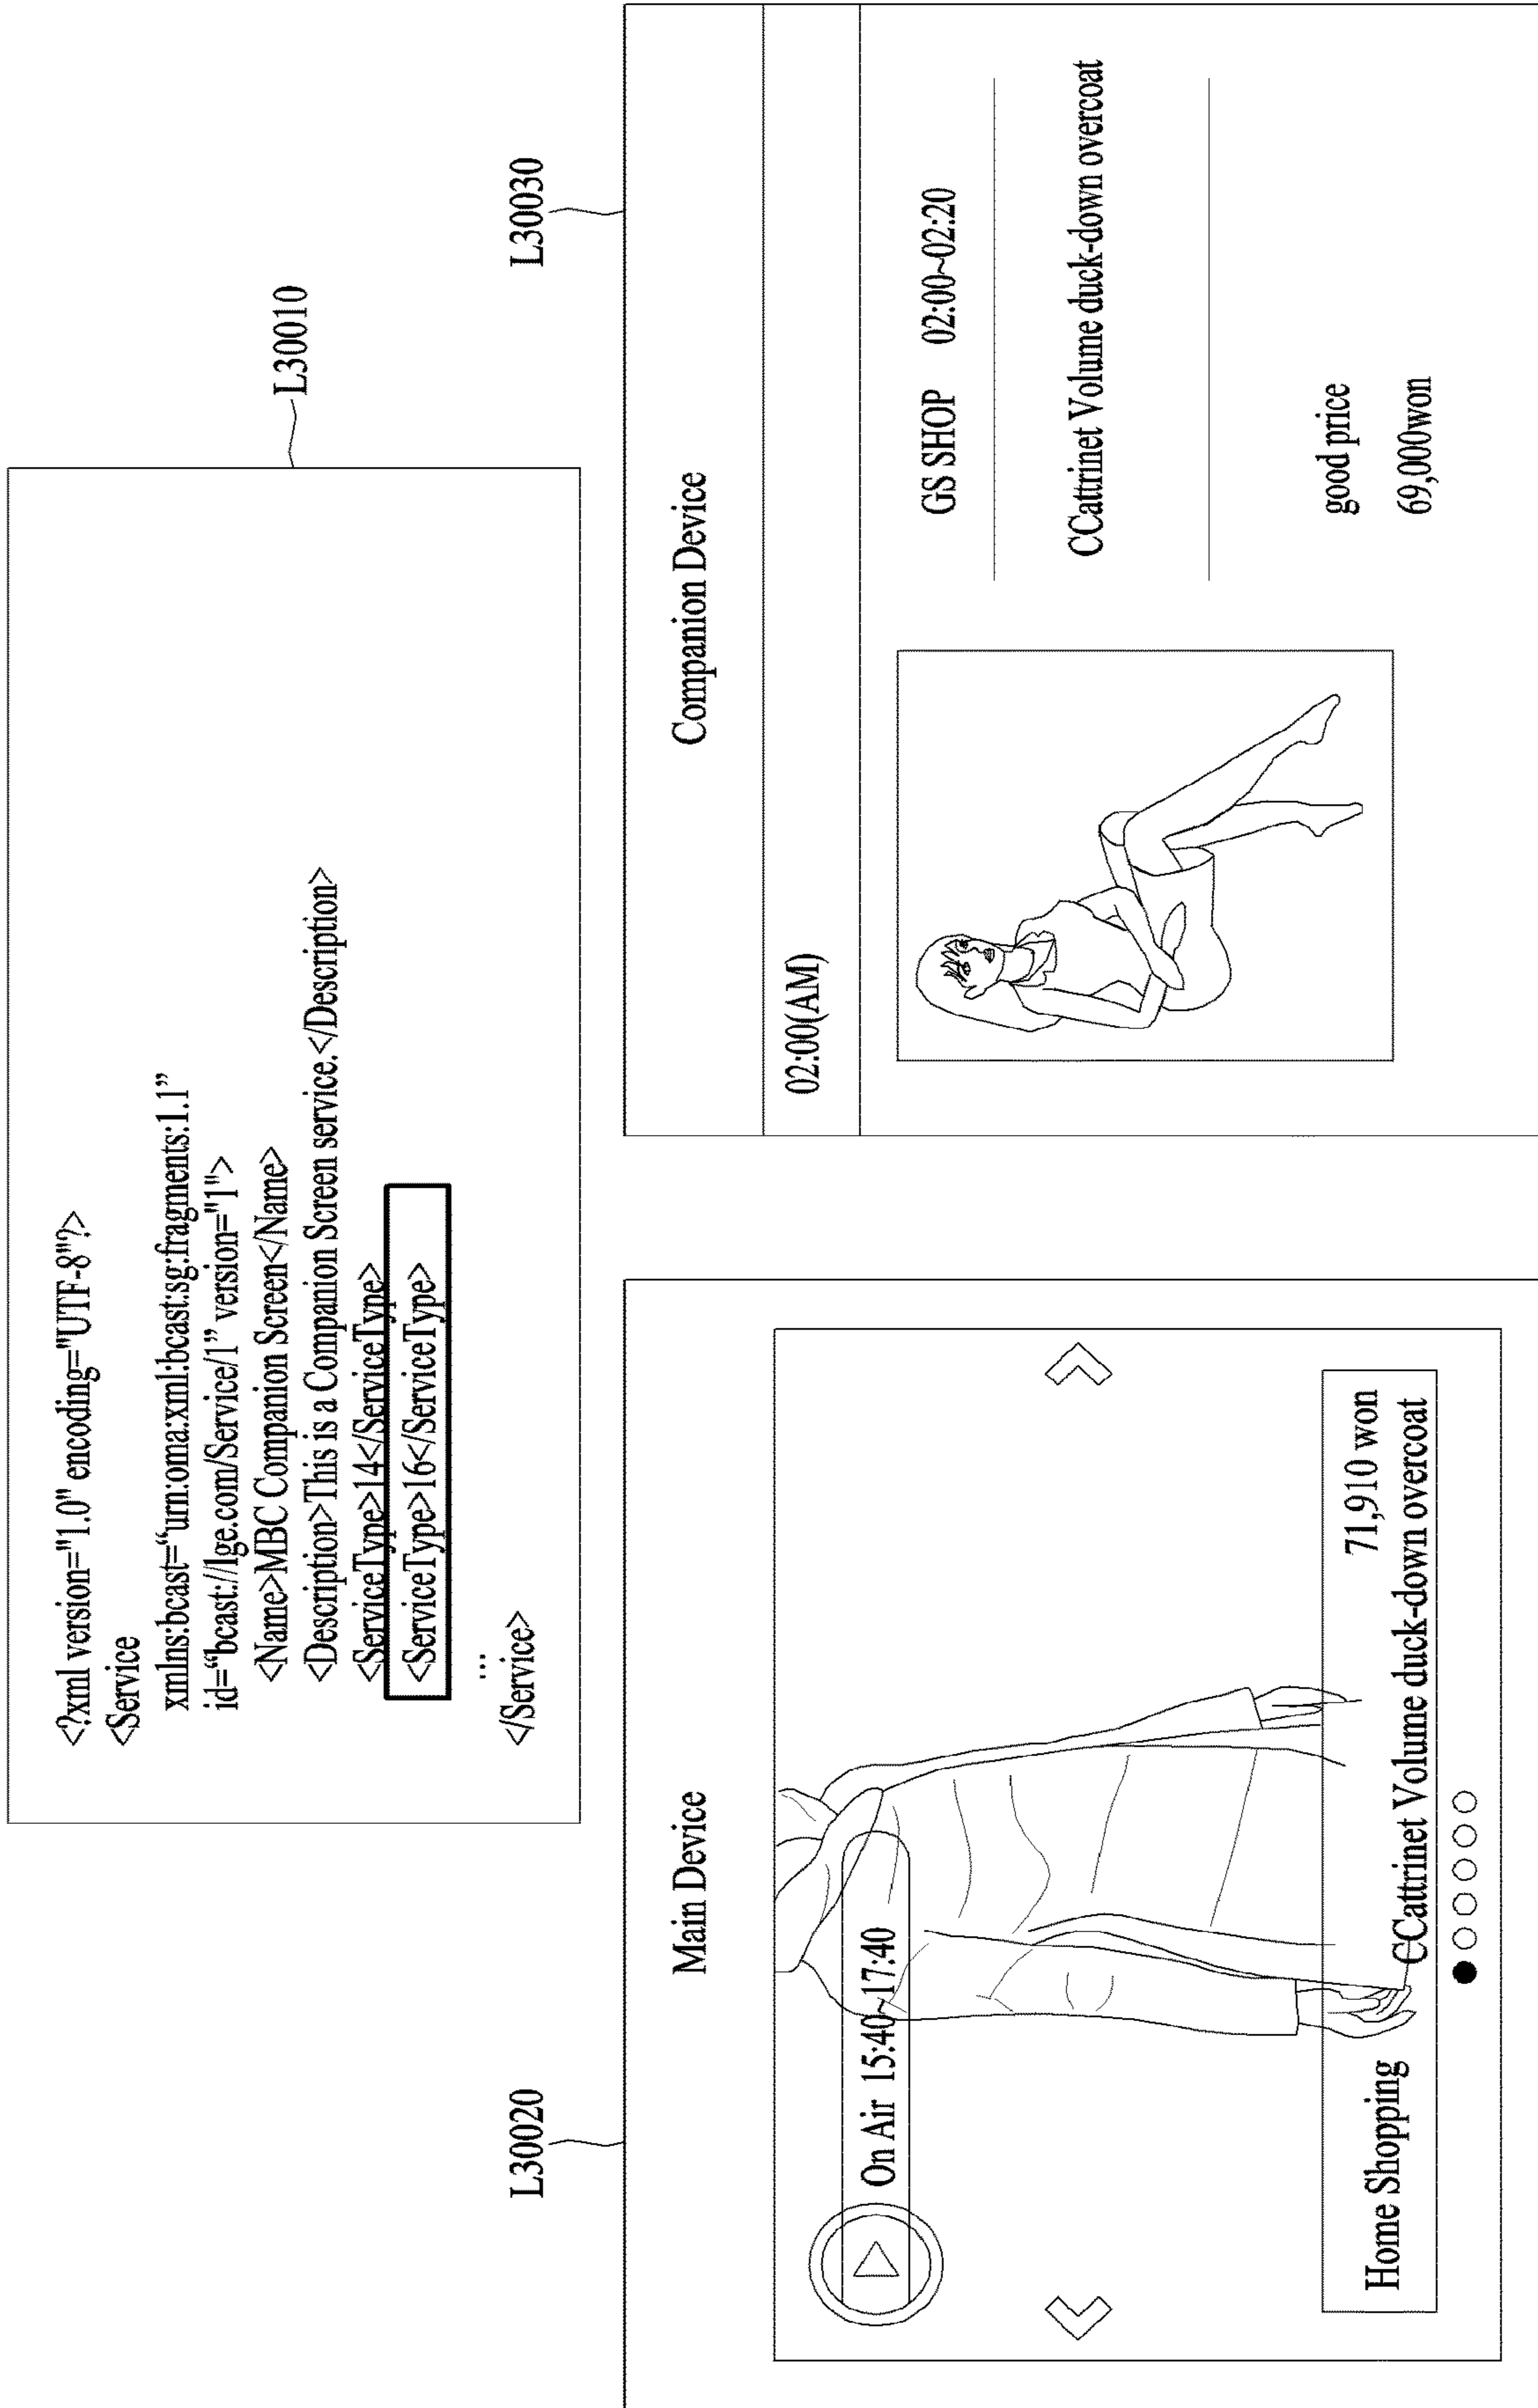 L30010
<?xml version="1.0" encoding="UTF-8"?>
<Service
xmlns:bcast=“urn:oma:xml:bcast:sg:fragments:1.1”
id=“bcast://lge.com/Service/1” version="1">
<Name>MBC Companion Screen</Name>
<Description>This is a Companion Screen service.</Description>
<ServiceType>14</ServiceType>
<ServiceType>16</ServiceType>
...
</Service>
L30020
Main Device
On Air 15:40~17:40
71,910 won
Home Shopping CCattrinet Volume duck-down overcoat
L30030
Companion Device
02:00(AM)
GS SHOP 02:00~02:20
CCattrinet Volume duck-down overcoat
good price
69,000won